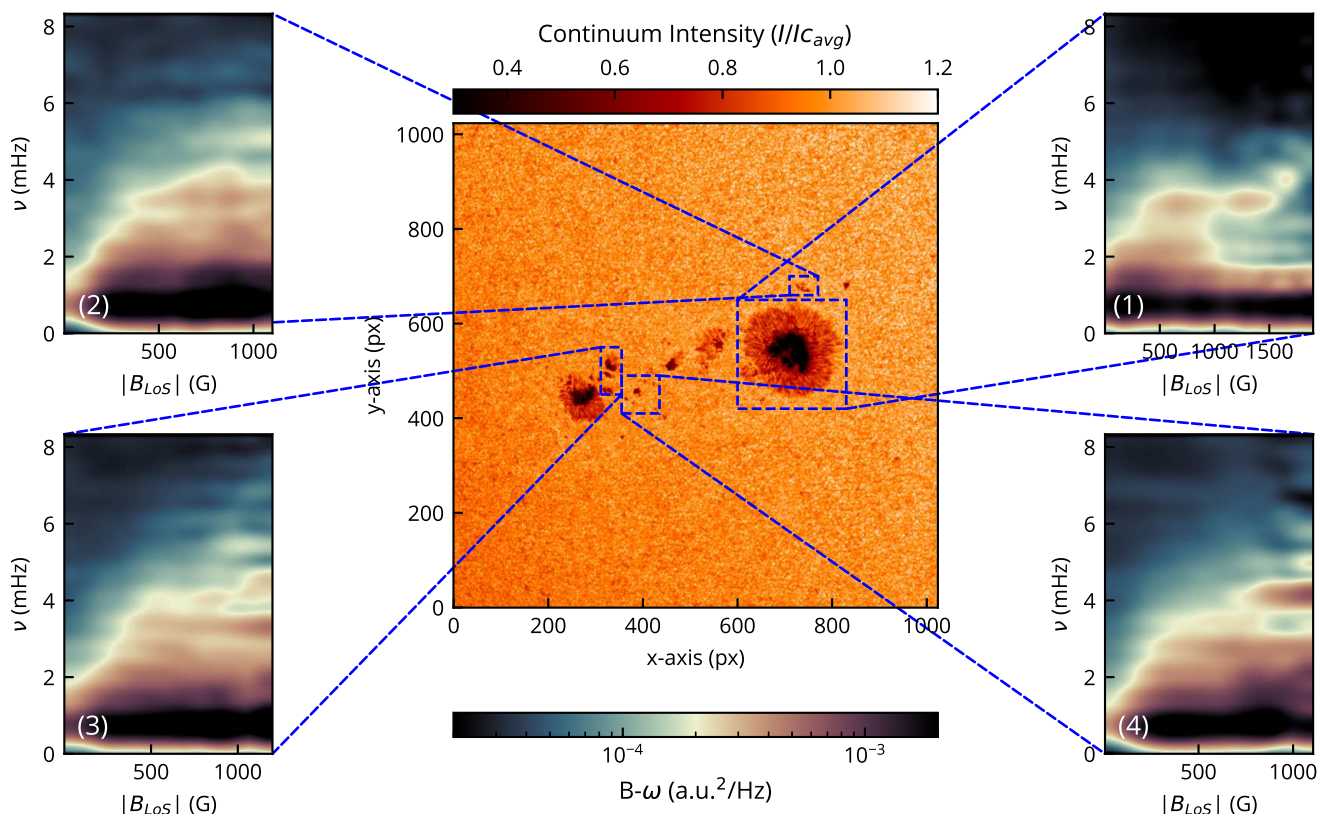 Continuum Intensity (I/Ic_avg)
0.4 0.6 0.8 1.0 1.2
8
6
4
2
0
ν (mHz)
(2)
500 1000
|B_LoS| (G)
8
6
4
2
0
ν (mHz)
(1)
500 1000 1500
|B_LoS| (G)
1000
800
600
400
200
0
y-axis (px)
0 200 400 600 800 1000
x-axis (px)
8
6
4
2
0
ν (mHz)
(3)
500 1000
|B_LoS| (G)
8
6
4
2
0
ν (mHz)
(4)
500 1000
|B_LoS| (G)
10⁻⁴ 10⁻³
B-ω (a.u.²/Hz)